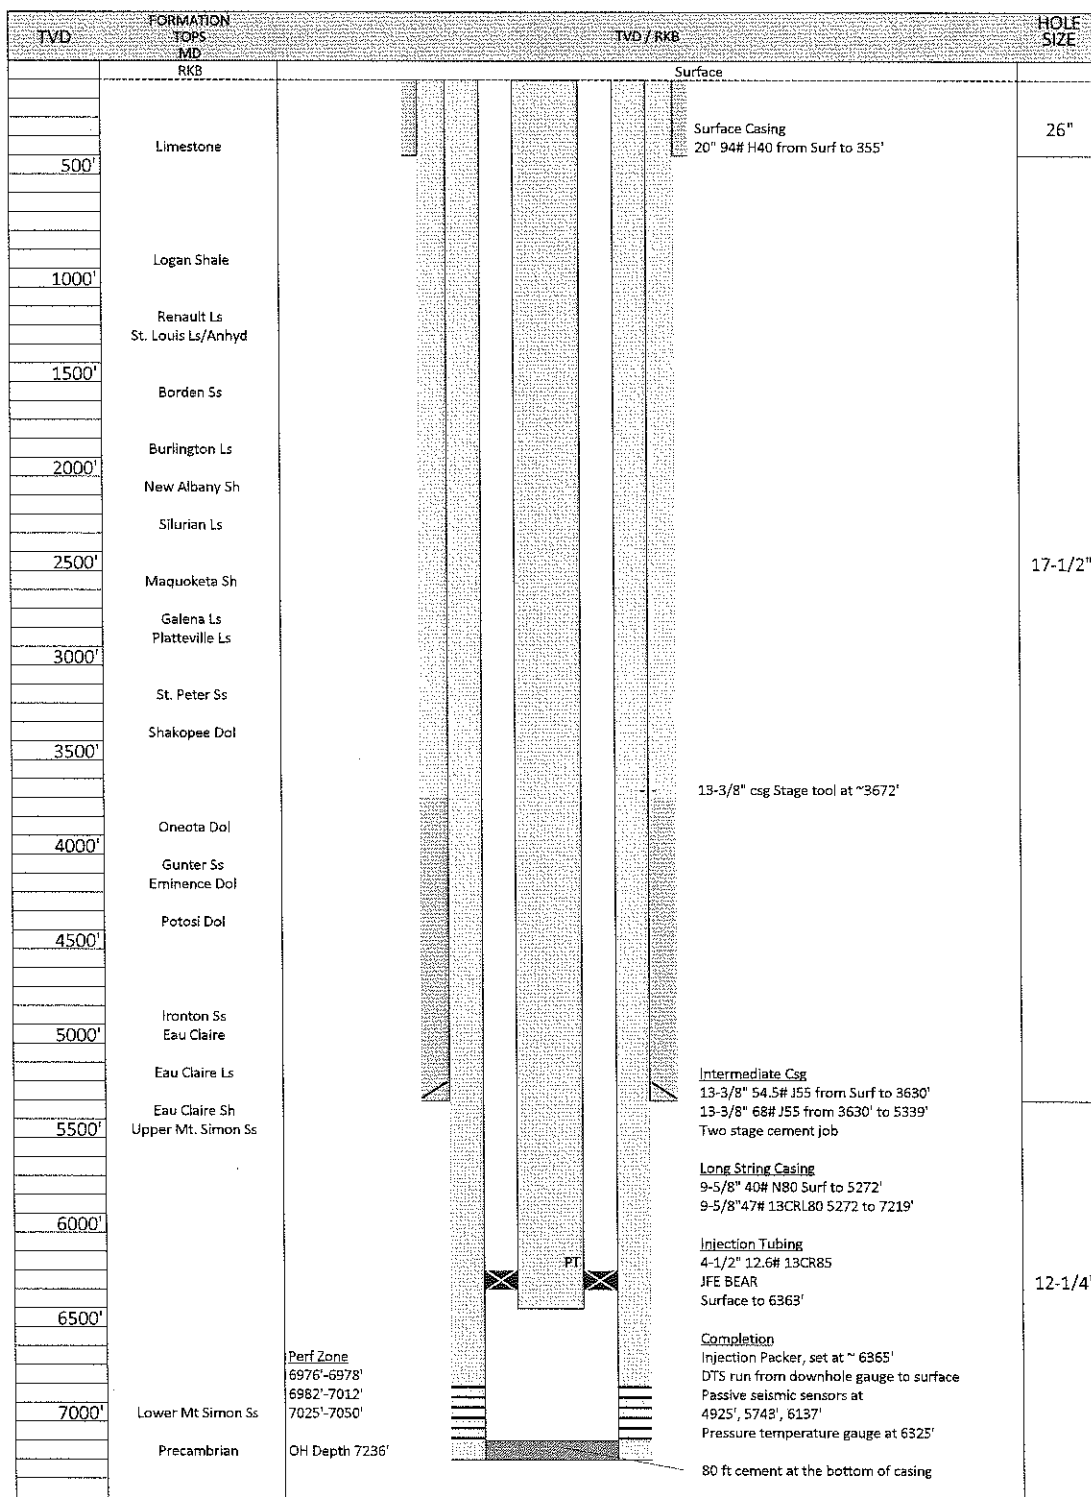 TVD
FORMATION
TOPS
MD
TVD / RKB
HOLE
SIZE
RKB
Surface
Limestone
Surface Casing
20" 94# H40 from Surf to 355'
26"
500'
Logan Shale
1000'
Renault Ls
St. Louis Ls/Anhyd
1500'
Borden Ss
Burlington Ls
2000'
New Albany Sh
Silurian Ls
2500'
17-1/2"
Maquoketa Sh
Galena Ls
Platteville Ls
3000'
St. Peter Ss
Shakopee Dol
3500'
13-3/8" csg Stage tool at ~3672'
Oneota Dol
4000'
Gunter Ss
Eminence Dol
Potosi Dol
4500'
Ironton Ss
5000'
Eau Claire
Eau Claire Ls
Eau Claire Sh
5500'
Upper Mt. Simon Ss
Intermediate Csg
13-3/8" 54.5# J55 from Surf to 3630'
13-3/8" 68# J55 from 3630' to 5339'
Two stage cement job
Long String Casing
9-5/8" 40# N80 Surf to 5272'
9-5/8"47# 13CRL80 5272 to 7219'
6000'
Injection Tubing
4-1/2" 12.6# 13CR85
JFE BEAR
Surface to 6363'
PT
12-1/4"
6500'
Completion
Injection Packer, set at ~ 6365'
DTS run from downhole gauge to surface
Passive seismic sensors at
4925', 5743', 6137'
Pressure temperature gauge at 6325'
Perf Zone
6976'-6978'
6982'-7012'
7025'-7050'
7000'
Lower Mt Simon Ss
Precambrian
OH Depth 7236'
80 ft cement at the bottom of casing